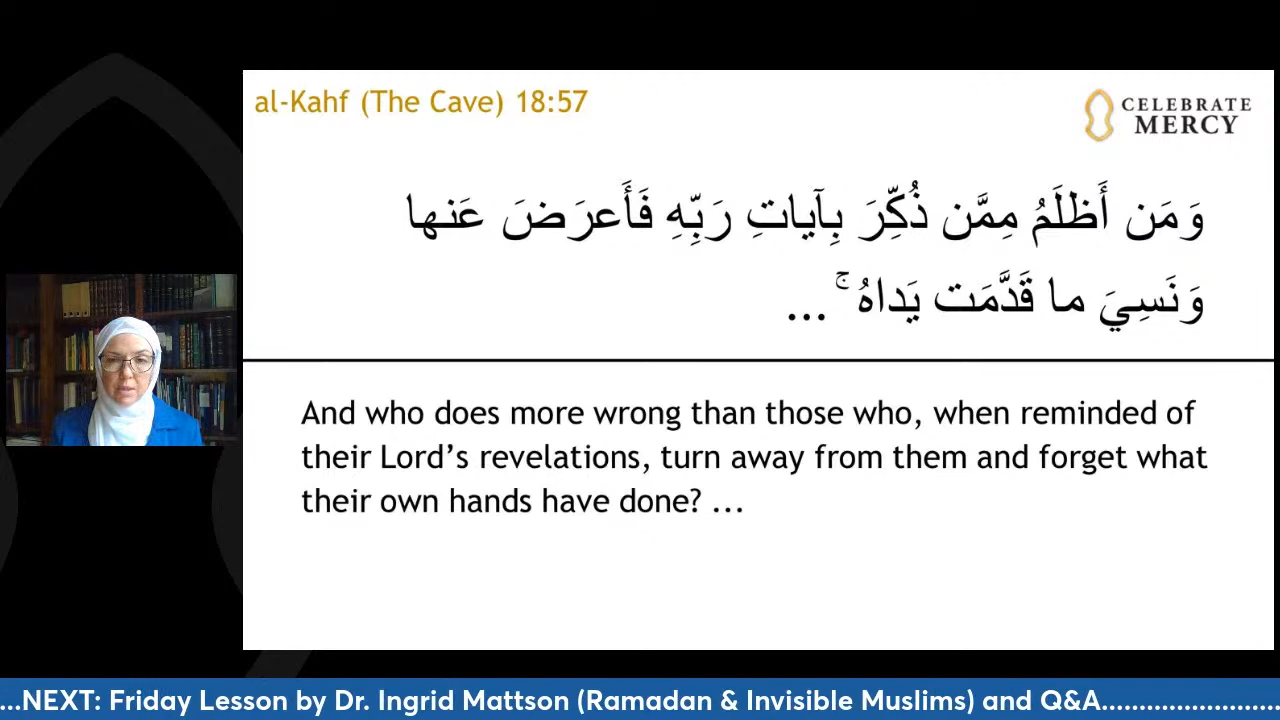 al-Kahf (The Cave) 18:57
CELEBRATE
MERCY
وَمَن أَظلَمُ مِمَّن ذُكِّرَ بِآياتِ رَبِّهِ فَأَعرَضَ عَنها
وَنَسِيَ ما قَدَّمَت يَداهُ ۚ ...
And who does more wrong than those who, when reminded of
their Lord’s revelations, turn away from them and forget what
their own hands have done? ...
...NEXT: Friday Lesson by Dr. Ingrid Mattson (Ramadan & Invisible Muslims) and Q&A..............................